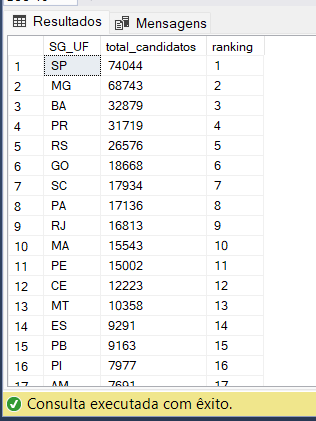 Resultados Mensagens
SG_UF total_candidatos ranking
1 SP 74044 1
2 MG 68743 2
3 BA 32879 3
4 PR 31719 4
5 RS 26576 5
6 GO 18668 6
7 SC 17934 7
8 PA 17136 8
9 RJ 16813 9
10 MA 15543 10
11 PE 15002 11
12 CE 12223 12
13 MT 10358 13
14 ES 9291 14
15 PB 9163 15
16 PI 7977 16
17 AM 7691 17
Consulta executada com êxito.